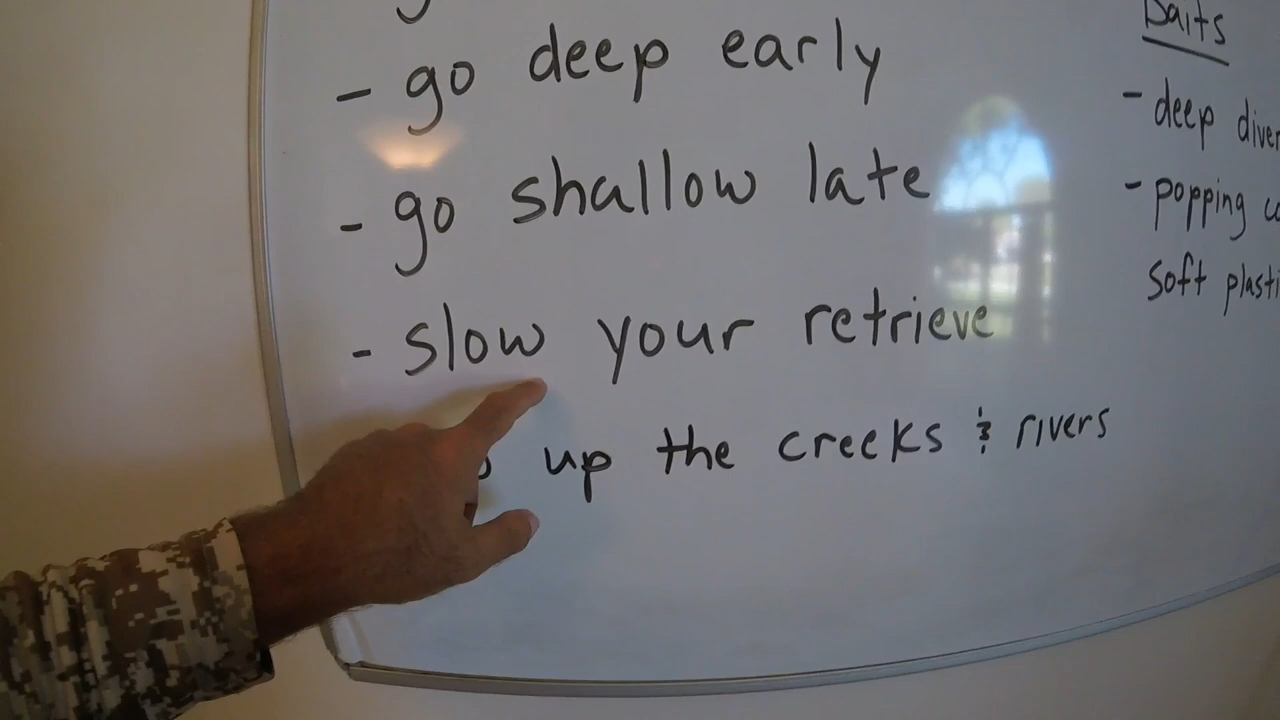 - go deep early
- go shallow late
- slow your retrieve
up the creeks & rivers
Baits
- deep
- popping
soft